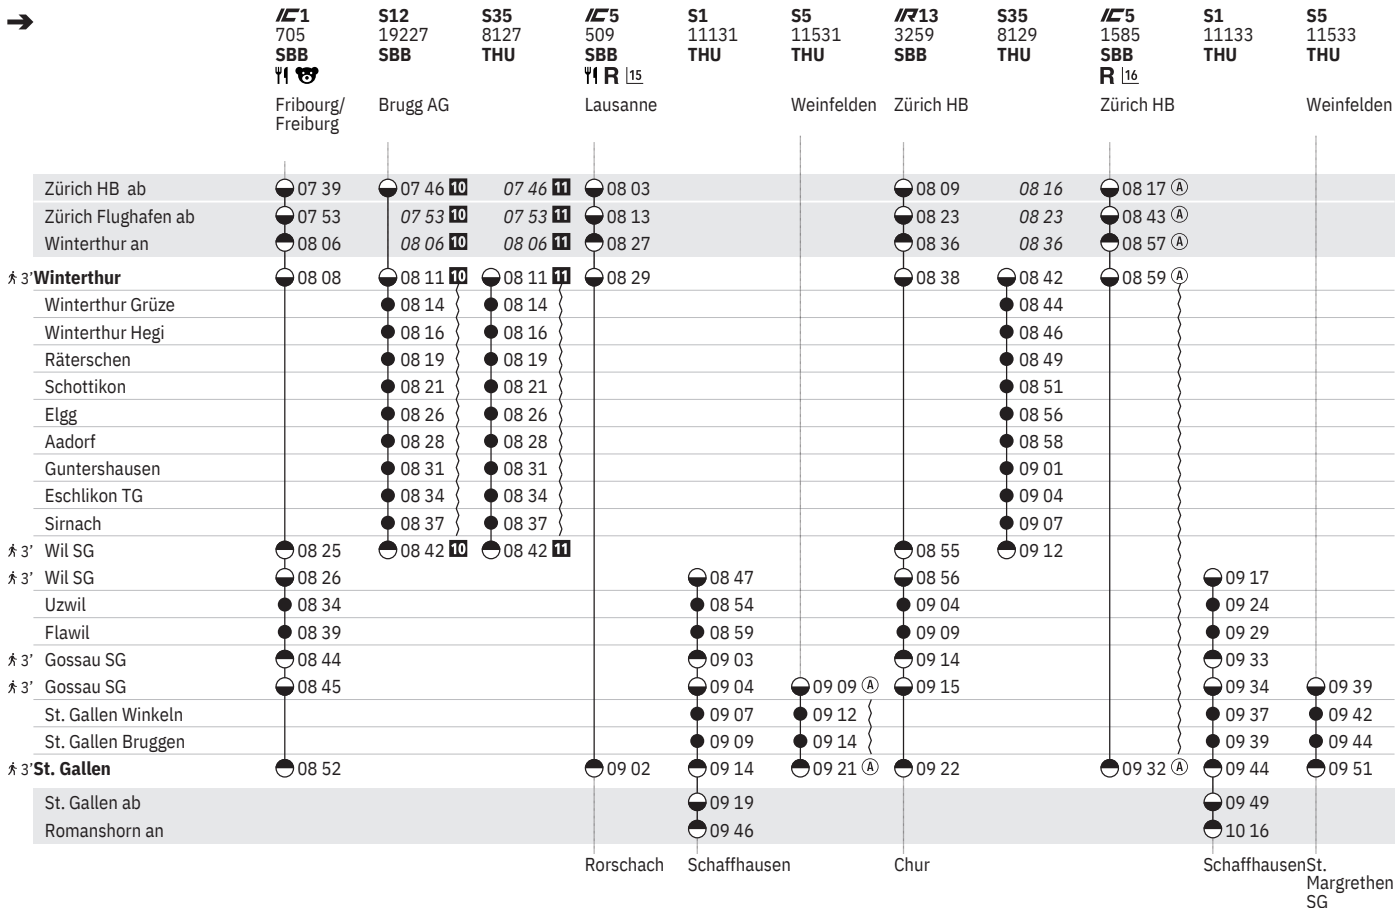 ➔ IC1 S12 S35 IC5 S1 S5 IR13 S35 IC5 S1 S5
705 19227 8127 509 11131 11531 3259 8129 1585 11133 11533
SBB SBB THU SBB THU THU SBB THU SBB THU THU
R 15 R 16
Fribourg/ Brugg AG Lausanne Weinfelden Zürich HB Zürich HB Weinfelden
Freiburg
Zürich HB ab 07 39 07 46 10 07 46 11 08 03 08 09 08 16 08 17 A
Zürich Flughafen ab 07 53 07 53 10 07 53 11 08 13 08 23 08 23 08 43 A
Winterthur an 08 06 08 06 10 08 06 11 08 27 08 36 08 36 08 57 A
3' Winterthur 08 08 08 11 10 08 11 11 08 29 08 38 08 42 08 59 A
Winterthur Grüze 08 14 08 14 08 44
Winterthur Hegi 08 16 08 16 08 46
Räterschen 08 19 08 19 08 49
Schottikon 08 21 08 21 08 51
Elgg 08 26 08 26 08 56
Aadorf 08 28 08 28 08 58
Guntershausen 08 31 08 31 09 01
Eschlikon TG 08 34 08 34 09 04
Sirnach 08 37 08 37 09 07
3' Wil SG 08 25 08 42 10 08 42 11 08 55 09 12
3' Wil SG 08 26 08 47 08 56 09 17
Uzwil 08 34 08 54 09 04 09 24
Flawil 08 39 08 59 09 09 09 29
3' Gossau SG 08 44 09 03 09 14 09 33
3' Gossau SG 08 45 09 04 09 09 A 09 15 09 34 09 39
St. Gallen Winkeln 09 07 09 12 09 37 09 42
St. Gallen Bruggen 09 09 09 14 09 39 09 44
3' St. Gallen 08 52 09 02 09 14 09 21 A 09 22 09 32 A 09 44 09 51
St. Gallen ab 09 19 09 49
Romanshorn an 09 46 10 16
Rorschach Schaffhausen Chur Schaffhausen St.
Margrethen
SG